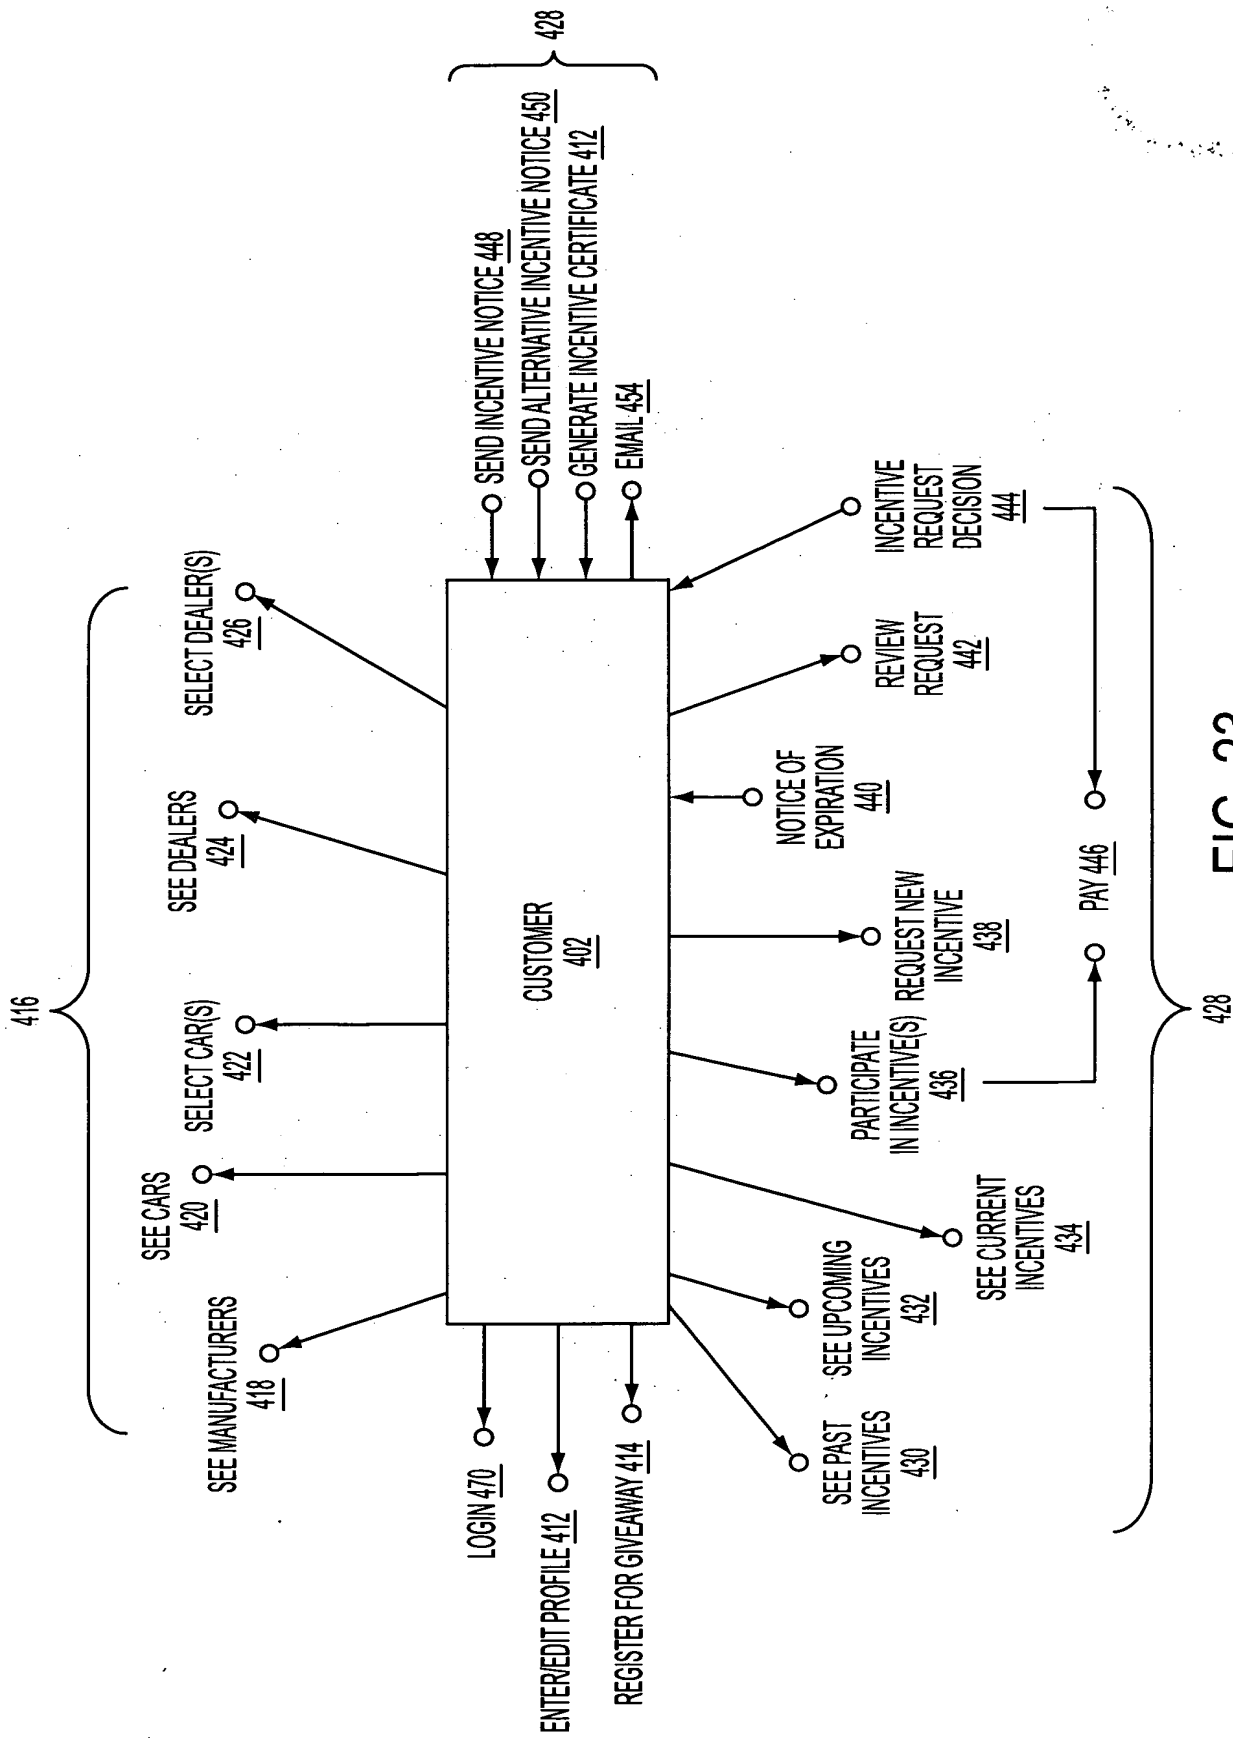 416
SEE MANUFACTURERS
418
SEE CARS
420
SELECT CAR(S)
422
SEE DEALERS
424
SELECT DEALER(S)
426
LOGIN 470
ENTER/EDIT PROFILE 412
REGISTER FOR GIVEAWAY 414
CUSTOMER
402
SEND INCENTIVE NOTICE 448
SEND ALTERNATIVE INCENTIVE NOTICE 450
GENERATE INCENTIVE CERTIFICATE 412
EMAIL 454
428
SEE PAST
INCENTIVES
430
SEE UPCOMING
INCENTIVES
432
SEE CURRENT
INCENTIVES
434
PARTICIPATE
IN INCENTIVE(S)
436
REQUEST NEW
INCENTIVE
438
NOTICE OF
EXPIRATION
440
REVIEW
REQUEST
442
INCENTIVE
REQUEST
DECISION
444
PAY 446
428
FIG.